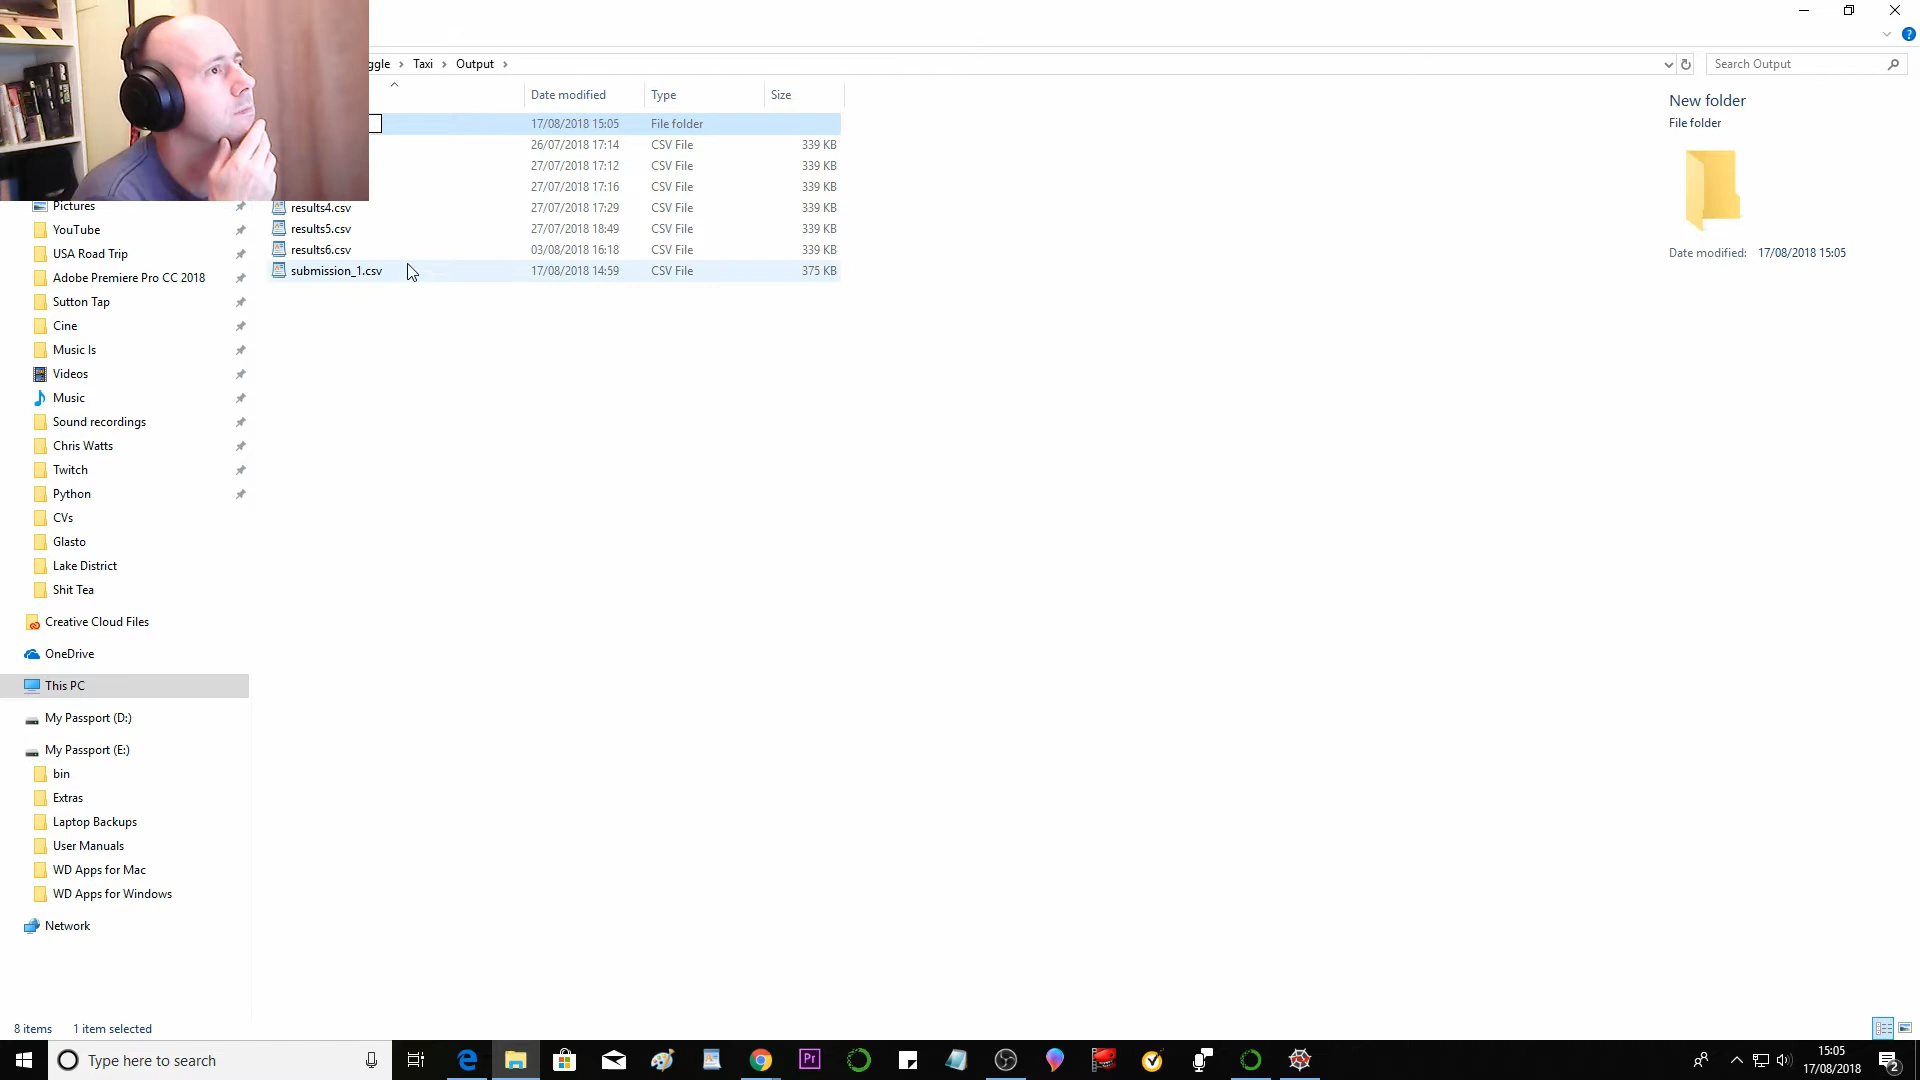 ggle › Taxi › Output ›
Search Output
Date modified Type Size
17/08/2018 15:05 File folder
26/07/2018 17:14 CSV File 339 KB
27/07/2018 17:12 CSV File 339 KB
27/07/2018 17:16 CSV File 339 KB
results4.csv 27/07/2018 17:29 CSV File 339 KB
results5.csv 27/07/2018 18:49 CSV File 339 KB
results6.csv 03/08/2018 16:18 CSV File 339 KB
submission_1.csv 17/08/2018 14:59 CSV File 375 KB
New folder
File folder
Date modified: 17/08/2018 15:05
Pictures
YouTube
USA Road Trip
Adobe Premiere Pro CC 2018
Sutton Tap
Cine
Music Is
Videos
Music
Sound recordings
Chris Watts
Twitch
Python
CVs
Glasto
Lake District
Shit Tea
Creative Cloud Files
OneDrive
This PC
My Passport (D:)
My Passport (E:)
bin
Extras
Laptop Backups
User Manuals
WD Apps for Mac
WD Apps for Windows
Network
8 items 1 item selected
Type here to search
Pr
15:05
17/08/2018
2